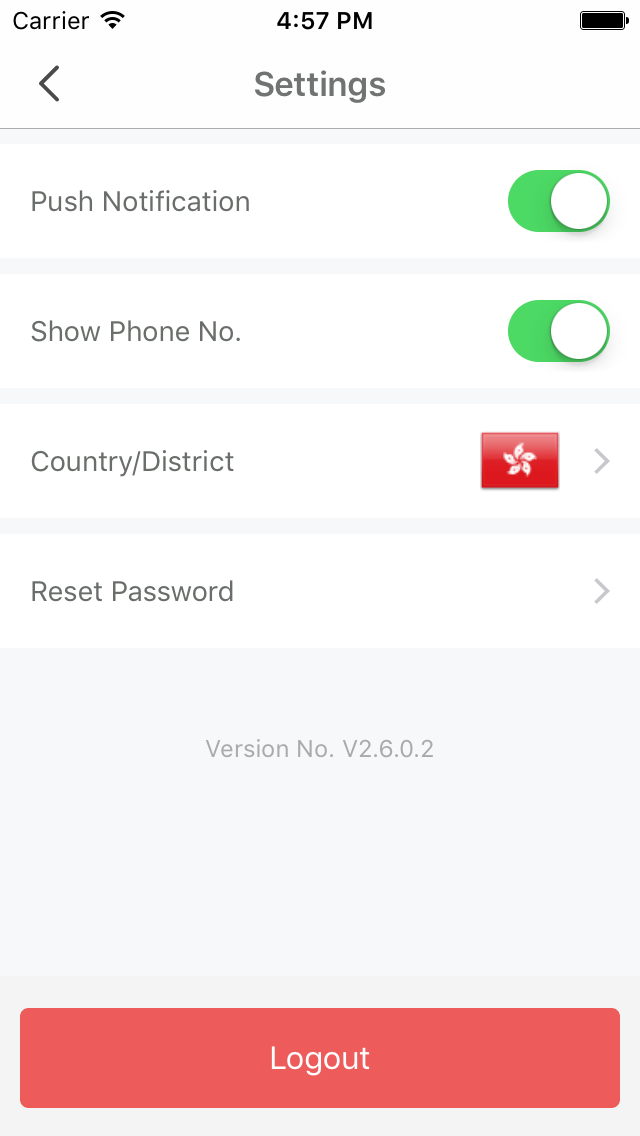 Carrier 4:57 PM
Settings
Push Notification
Show Phone No.
Country/District
Reset Password
Version No. V2.6.0.2
Logout